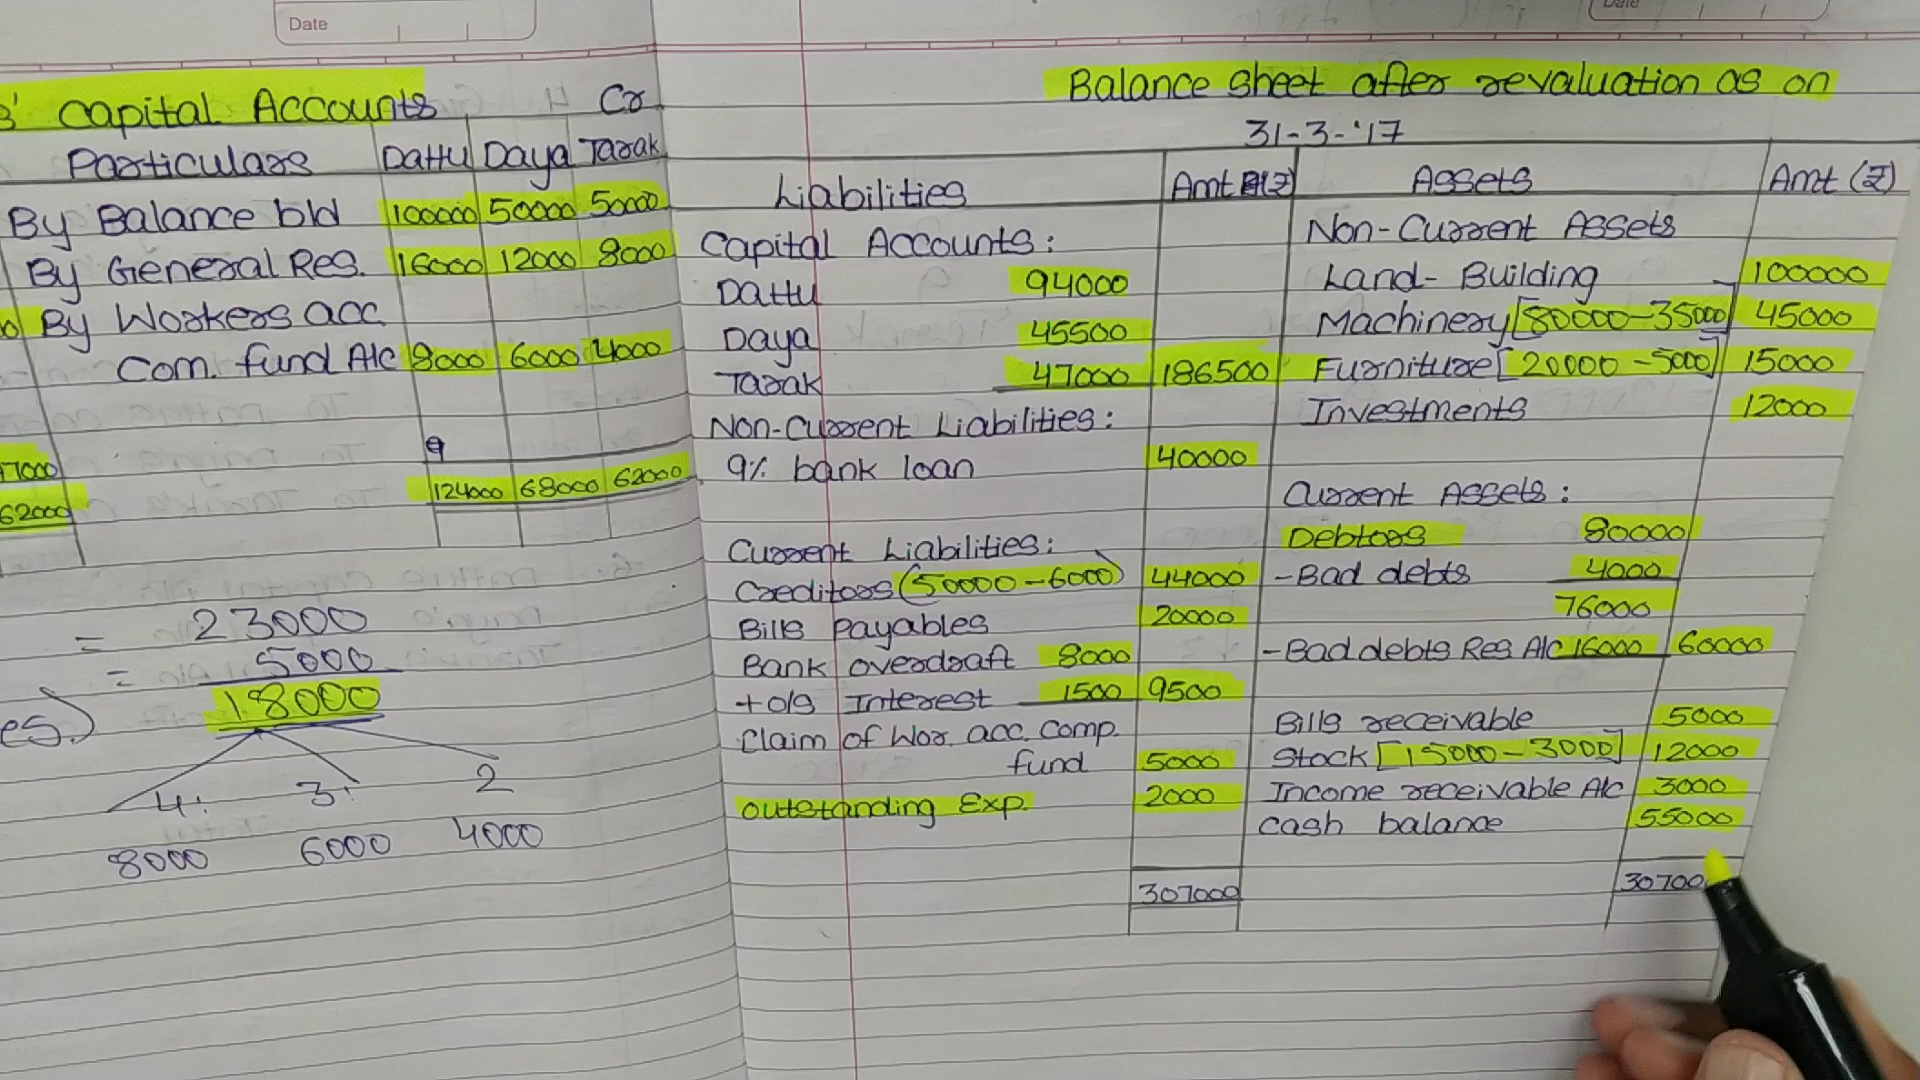 Date
Date
' Capital Accounts Cr
Particulars Dattu Daya Tarak
By Balance b/d 100000 50000 50000
By General Res. 16000 12000 8000
By Workers acc
Com. fund A/c 8000 6000 4000
7000
62000
124000 68000 62000
= 23000
= 5000
18000
es.)
4: 3: 2
8000 6000 4000
Balance sheet after revaluation as on
31-3-'17
Liabilities Amt (₹) Assets Amt (₹)
Capital Accounts: Non-Current Assets
Dattu 94000 Land-Building 100000
Daya 45500 Machinery [80000-35000] 45000
Tarak 47000 186500 Furniture [20000-5000] 15000
Non-Current Liabilities: Investments 12000
9% bank loan 40000
Current Assets:
Current Liabilities: Debtors 80000
Creditors (50000-6000) 44000 -Bad debts 4000
Bills payables 20000 76000
Bank overdraft 8000 -Bad debts Res A/c 16000 60000
+o/s Interest 1500 9500
Claim of Wor. acc. Comp. Bills receivable 5000
fund 5000 Stock [15000-3000] 12000
Outstanding Exp. 2000 Income receivable A/c 3000
Cash balance 55000
307000 30700